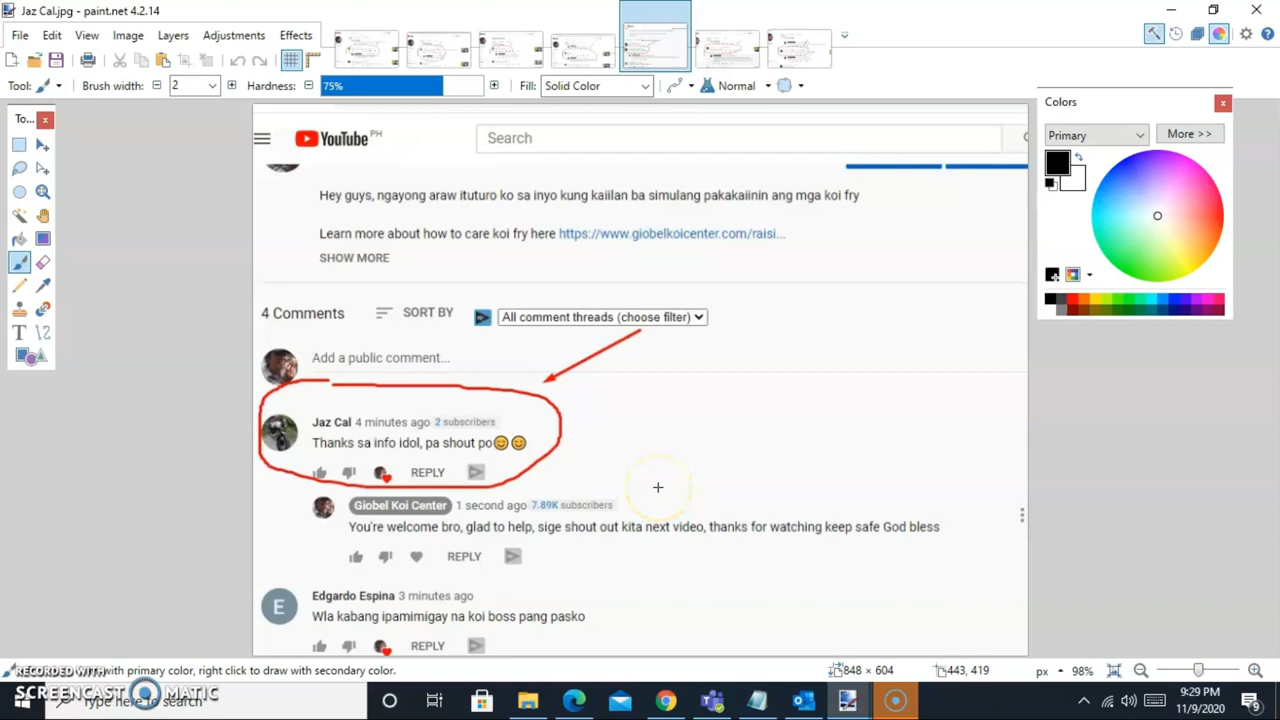 Jaz Cal.jpg - paint.net 4.2.14
File Edit View Image Layers Adjustments Effects
Tool: Brush width: 2 Hardness: 75% Fill: Solid Color Normal
To...
Colors
Primary More >>
YouTube PH Search
Hey guys, ngayong araw ituturo ko sa inyo kung kaiilan ba simulang pakakaiinin ang mga koi fry
Learn more about how to care koi fry here https://www.giobelkoicenter.com/raisi...
SHOW MORE
4 Comments SORT BY All comment threads (choose filter)
Add a public comment...
Jaz Cal 4 minutes ago 2 subscribers
Thanks sa info idol, pa shout po😊😊
REPLY
Giobel Koi Center 1 second ago 7.89K subscribers
You're welcome bro, glad to help, sige shout out kita next video, thanks for watching keep safe God bless
REPLY
E Edgardo Espina 3 minutes ago
Wla kabang ipamimigay na koi boss pang pasko
REPLY
RECORDED WITH with primary color, right click to draw with secondary color. 848 × 604 443, 419 px 98%
SCREENCAST MATIC
Type here to search
9:29 PM
11/9/2020
9